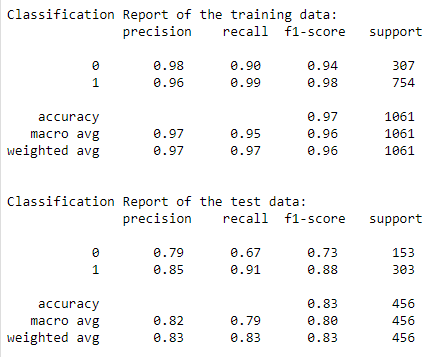 Classification Report of the training data:
              precision    recall  f1-score   support

           0       0.98      0.90      0.94       307
           1       0.96      0.99      0.98       754

    accuracy                           0.97      1061
   macro avg       0.97      0.95      0.96      1061
weighted avg       0.97      0.97      0.96      1061

Classification Report of the test data:
              precision    recall  f1-score   support

           0       0.79      0.67      0.73       153
           1       0.85      0.91      0.88       303

    accuracy                           0.83       456
   macro avg       0.82      0.79      0.80       456
weighted avg       0.83      0.83      0.83       456